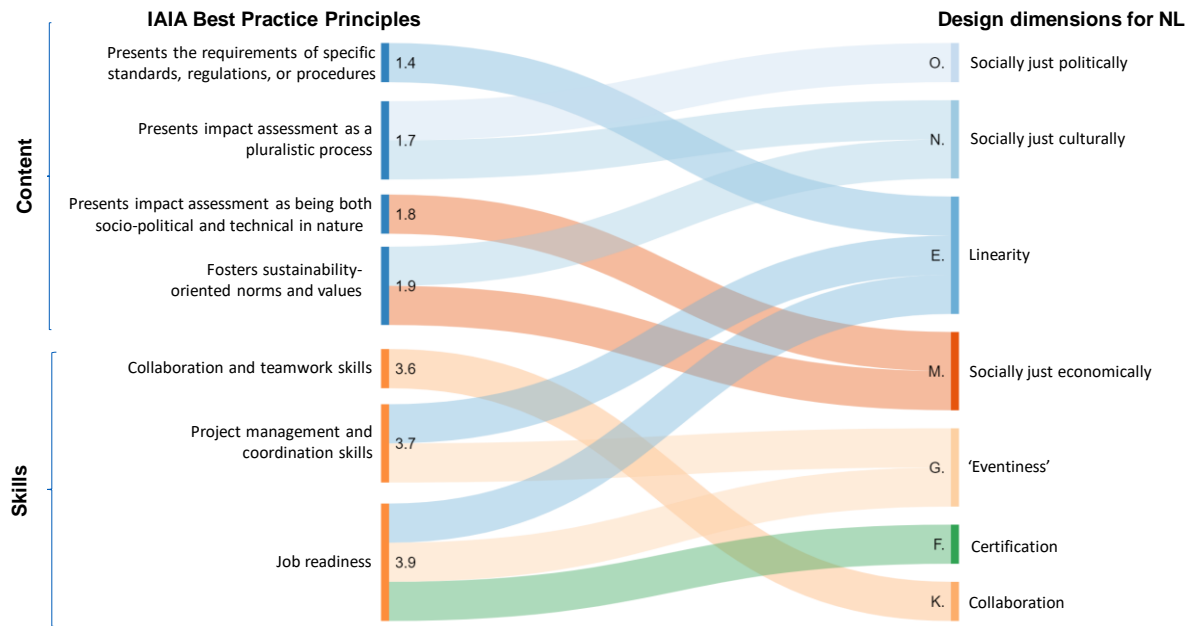 IAIA Best Practice Principles
Design dimensions for NL
Content
Presents the requirements of specific
standards, regulations, or procedures
1.4
Presents impact assessment as a
pluralistic process
1.7
Presents impact assessment as being both
socio-political and technical in nature
1.8
Fosters sustainability-
oriented norms and values
1.9
Skills
Collaboration and teamwork skills
3.6
Project management and
coordination skills
3.7
Job readiness
3.9
O. Socially just politically
N. Socially just culturally
E. Linearity
M. Socially just economically
G. ‘Eventiness’
F. Certification
K. Collaboration